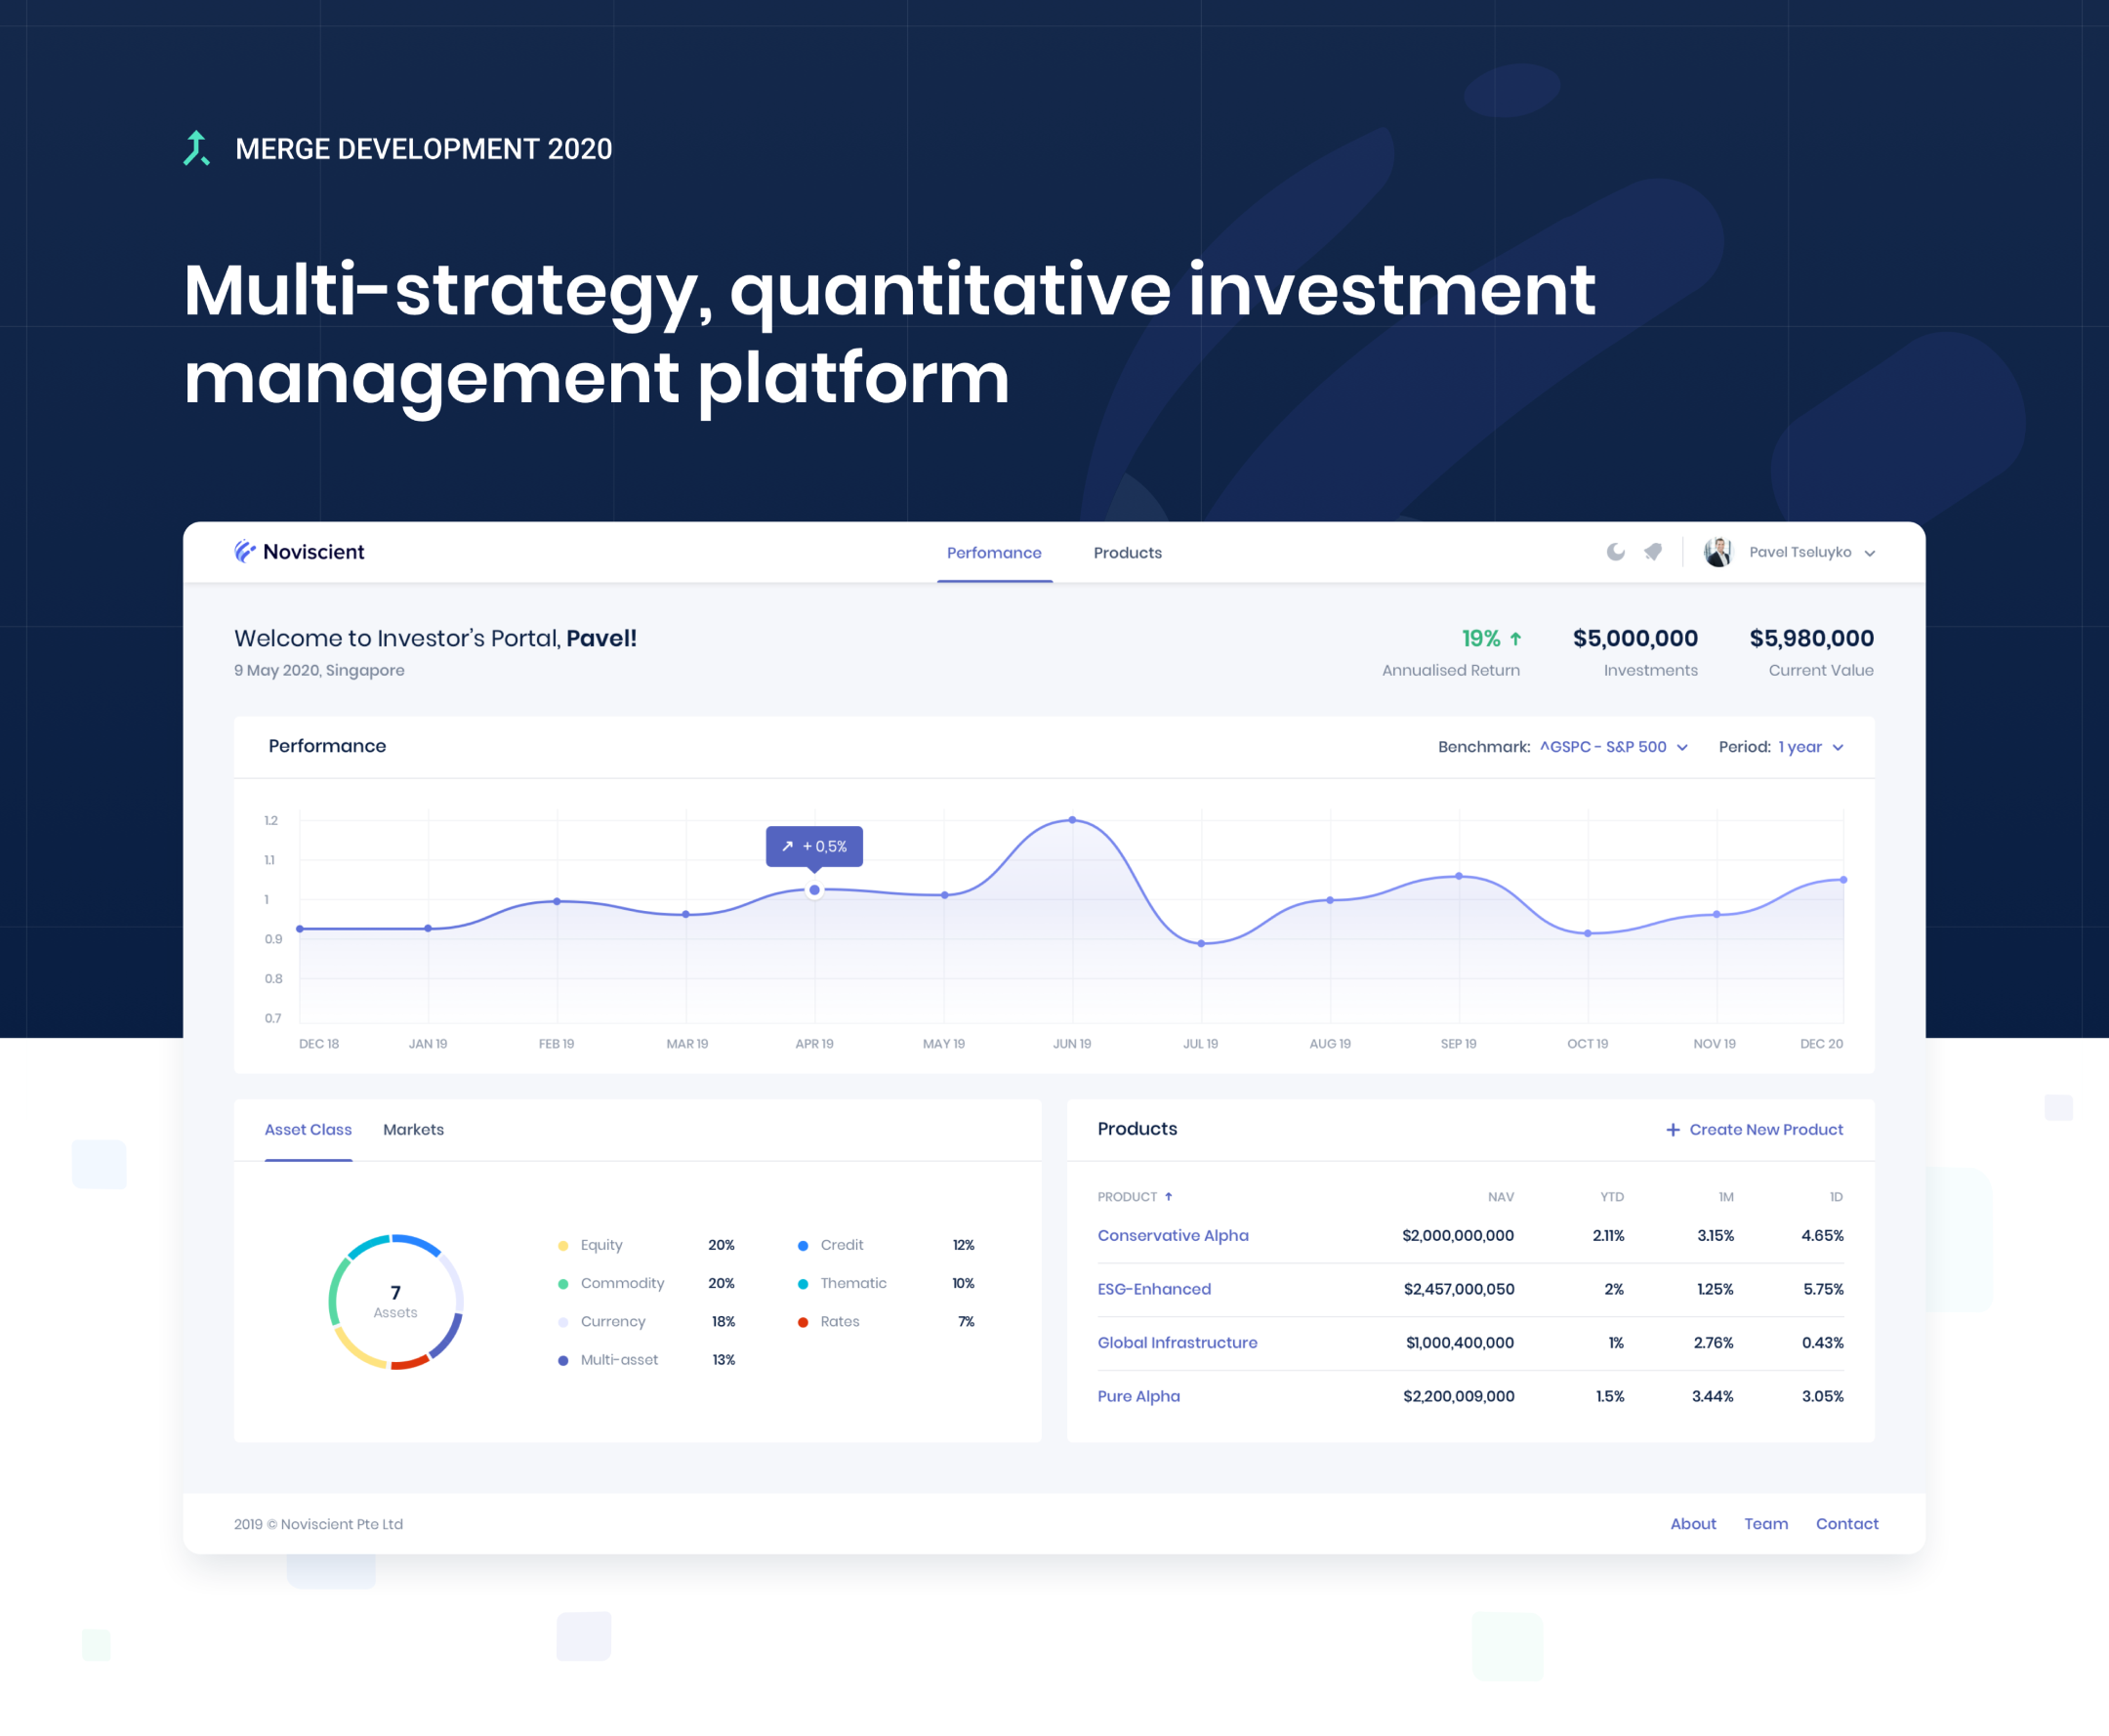 MERGE DEVELOPMENT 2020
Multi-strategy, quantitative investment
management platform
Noviscient
Perfomance
Products
Pavel Tseluyko
Welcome to Investor's Portal, Pavel!
9 May 2020, Singapore
19%
Annualised Return
$5,000,000
Investments
$5,980,000
Current Value
Performance
Benchmark: ^GSPC - S&P 500
Period: 1 year
1.2
1.1
1
0.9
0.8
0.7
+ 0,5%
DEC 18 JAN 19 FEB 19 MAR 19 APR 19 MAY 19 JUN 19 JUL 19 AUG 19 SEP 19 OCT 19 NOV 19 DEC 20
Asset Class
Markets
7
Assets
Equity 20%
Commodity 20%
Currency 18%
Multi-asset 13%
Credit 12%
Thematic 10%
Rates 7%
Products
+ Create New Product
PRODUCT NAV YTD 1M 1D
Conservative Alpha $2,000,000,000 2.11% 3.15% 4.65%
ESG-Enhanced $2,457,000,050 2% 1.25% 5.75%
Global Infrastructure $1,000,400,000 1% 2.76% 0.43%
Pure Alpha $2,200,009,000 1.5% 3.44% 3.05%
2019 © Noviscient Pte Ltd
About Team Contact